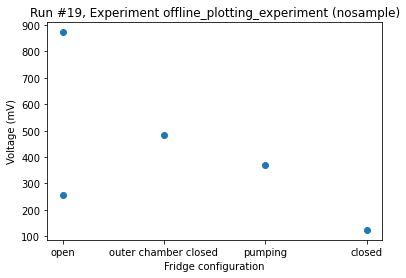 Run #19, Experiment offline_plotting_experiment (nosample)
900
800
700
600
500
400
300
200
100
Voltage (mV)
open
outer chamber closed
pumping
closed
Fridge configuration